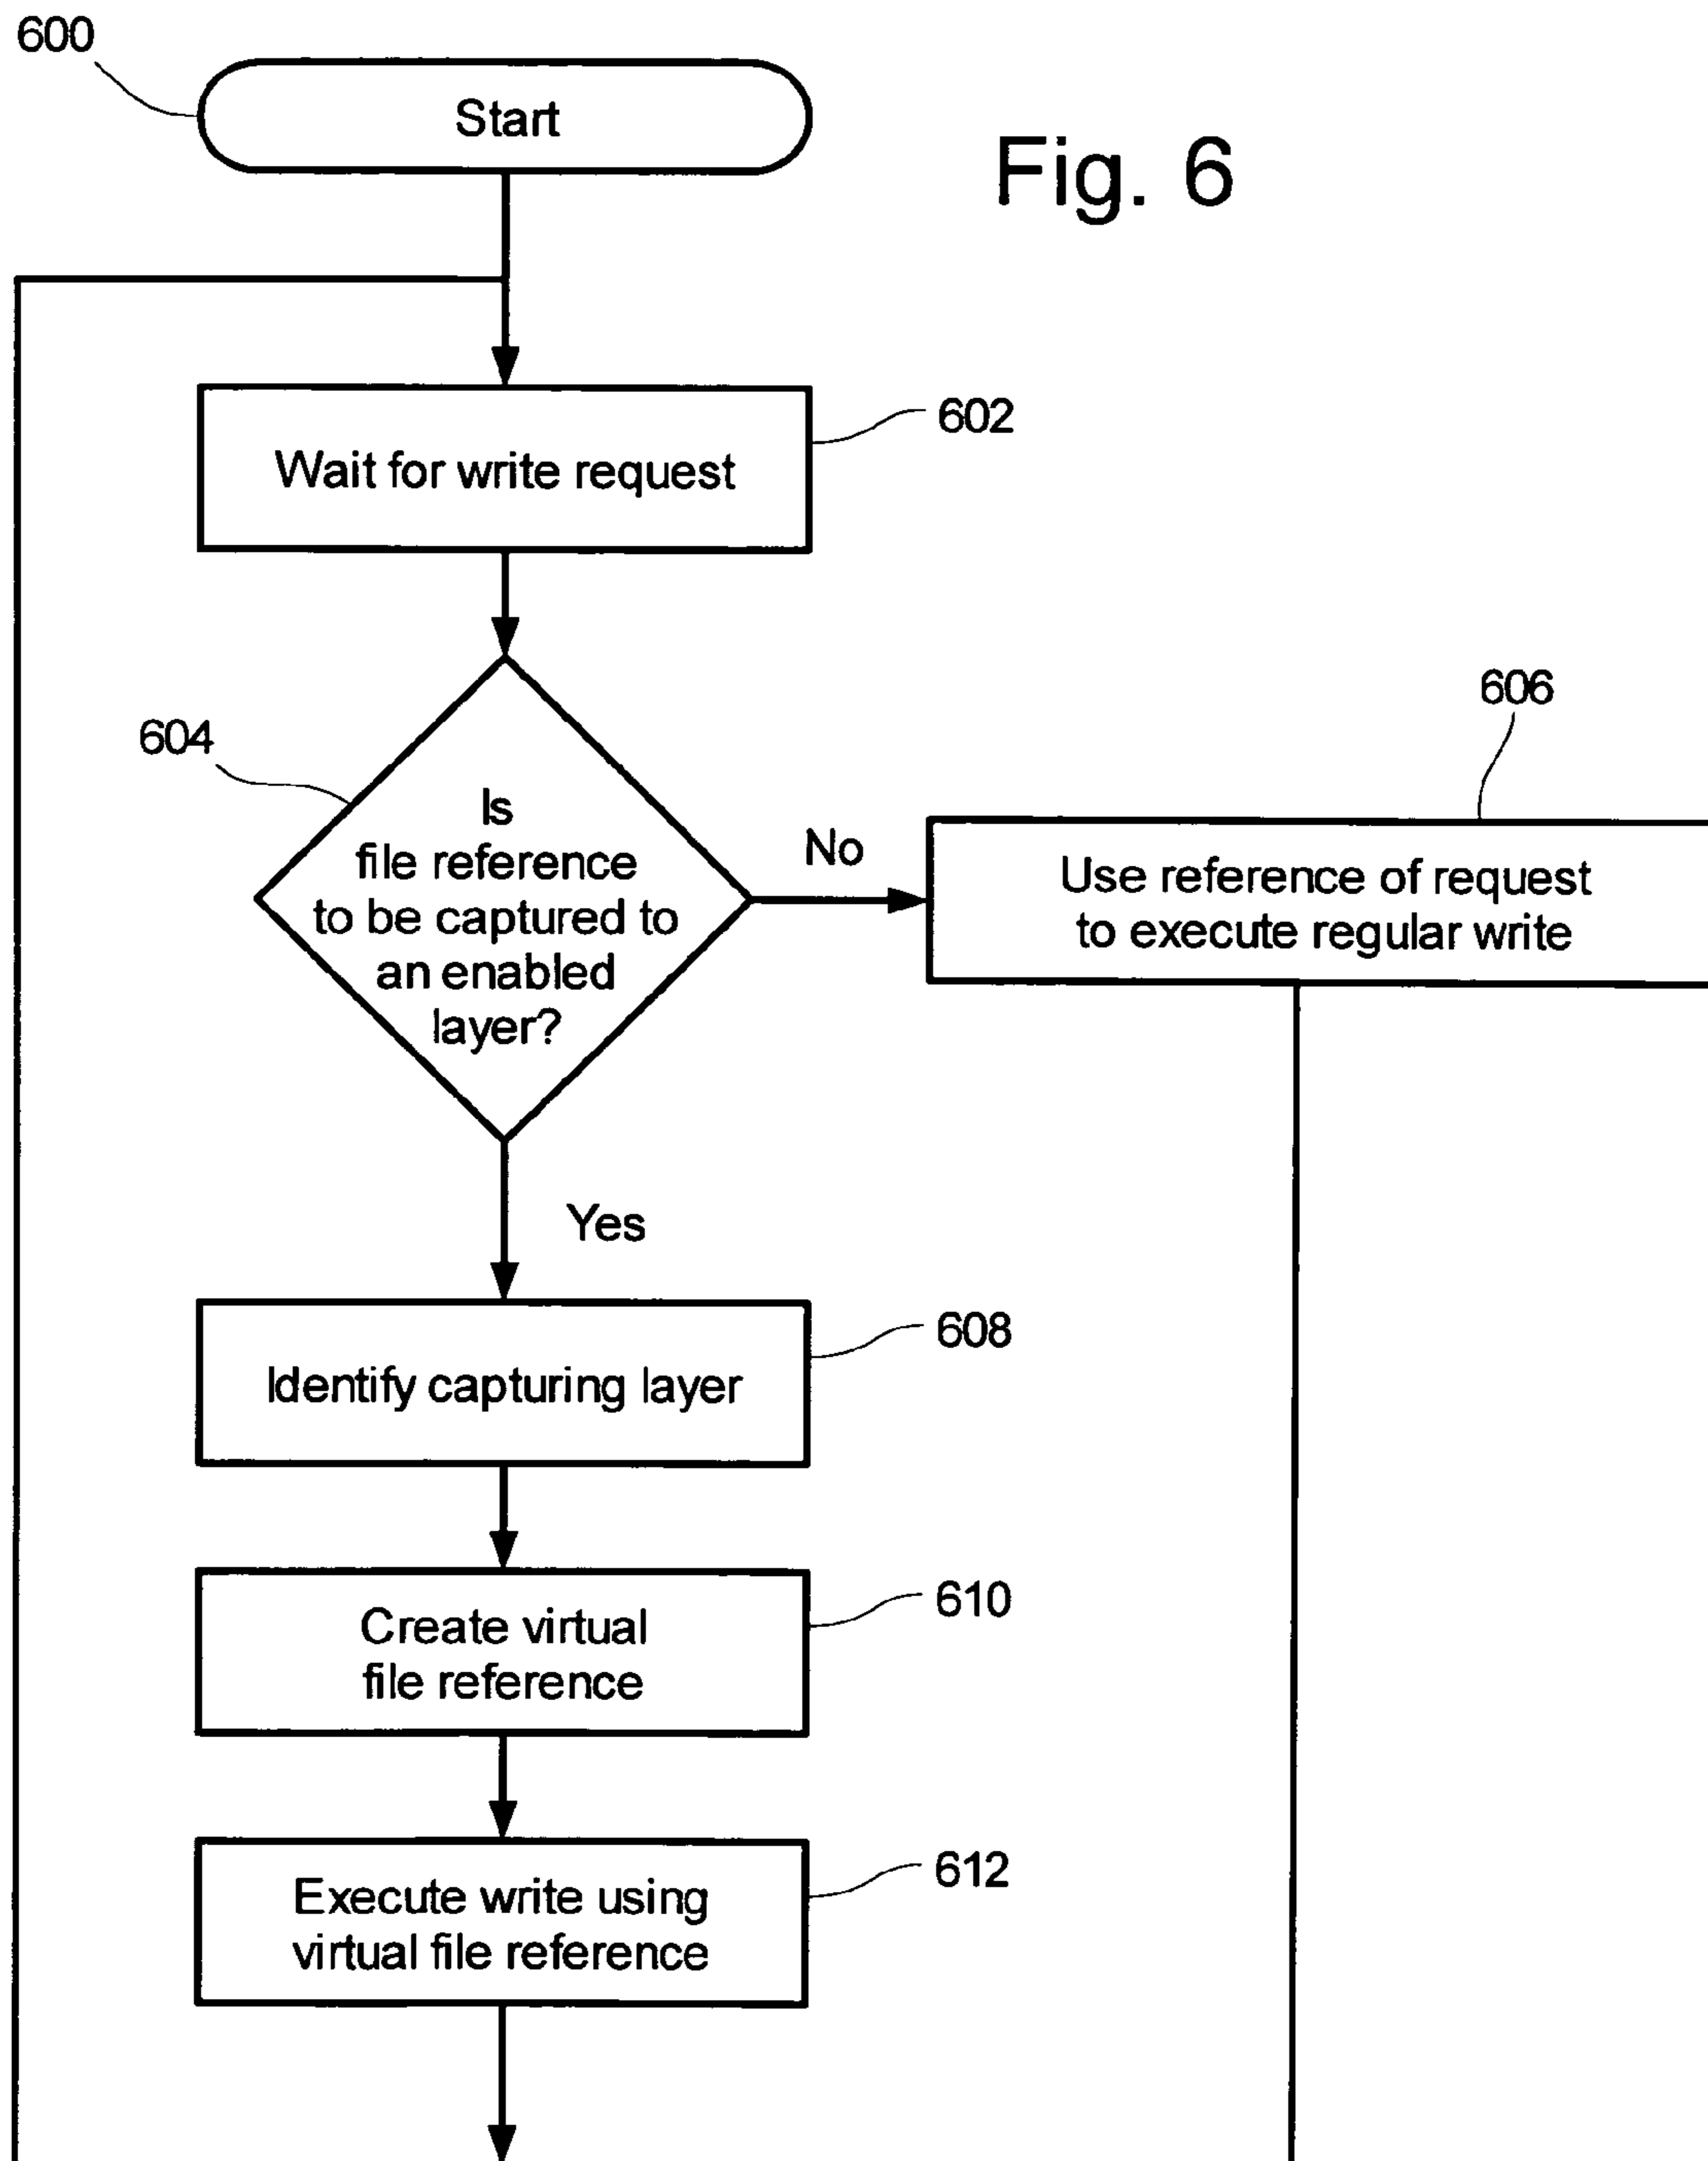 600
Start
Fig. 6
602
Wait for write request
604
Is
file reference
to be captured to
an enabled
layer?
No
606
Use reference of request
to execute regular write
Yes
608
Identify capturing layer
610
Create virtual
file reference
612
Execute write using
virtual file reference